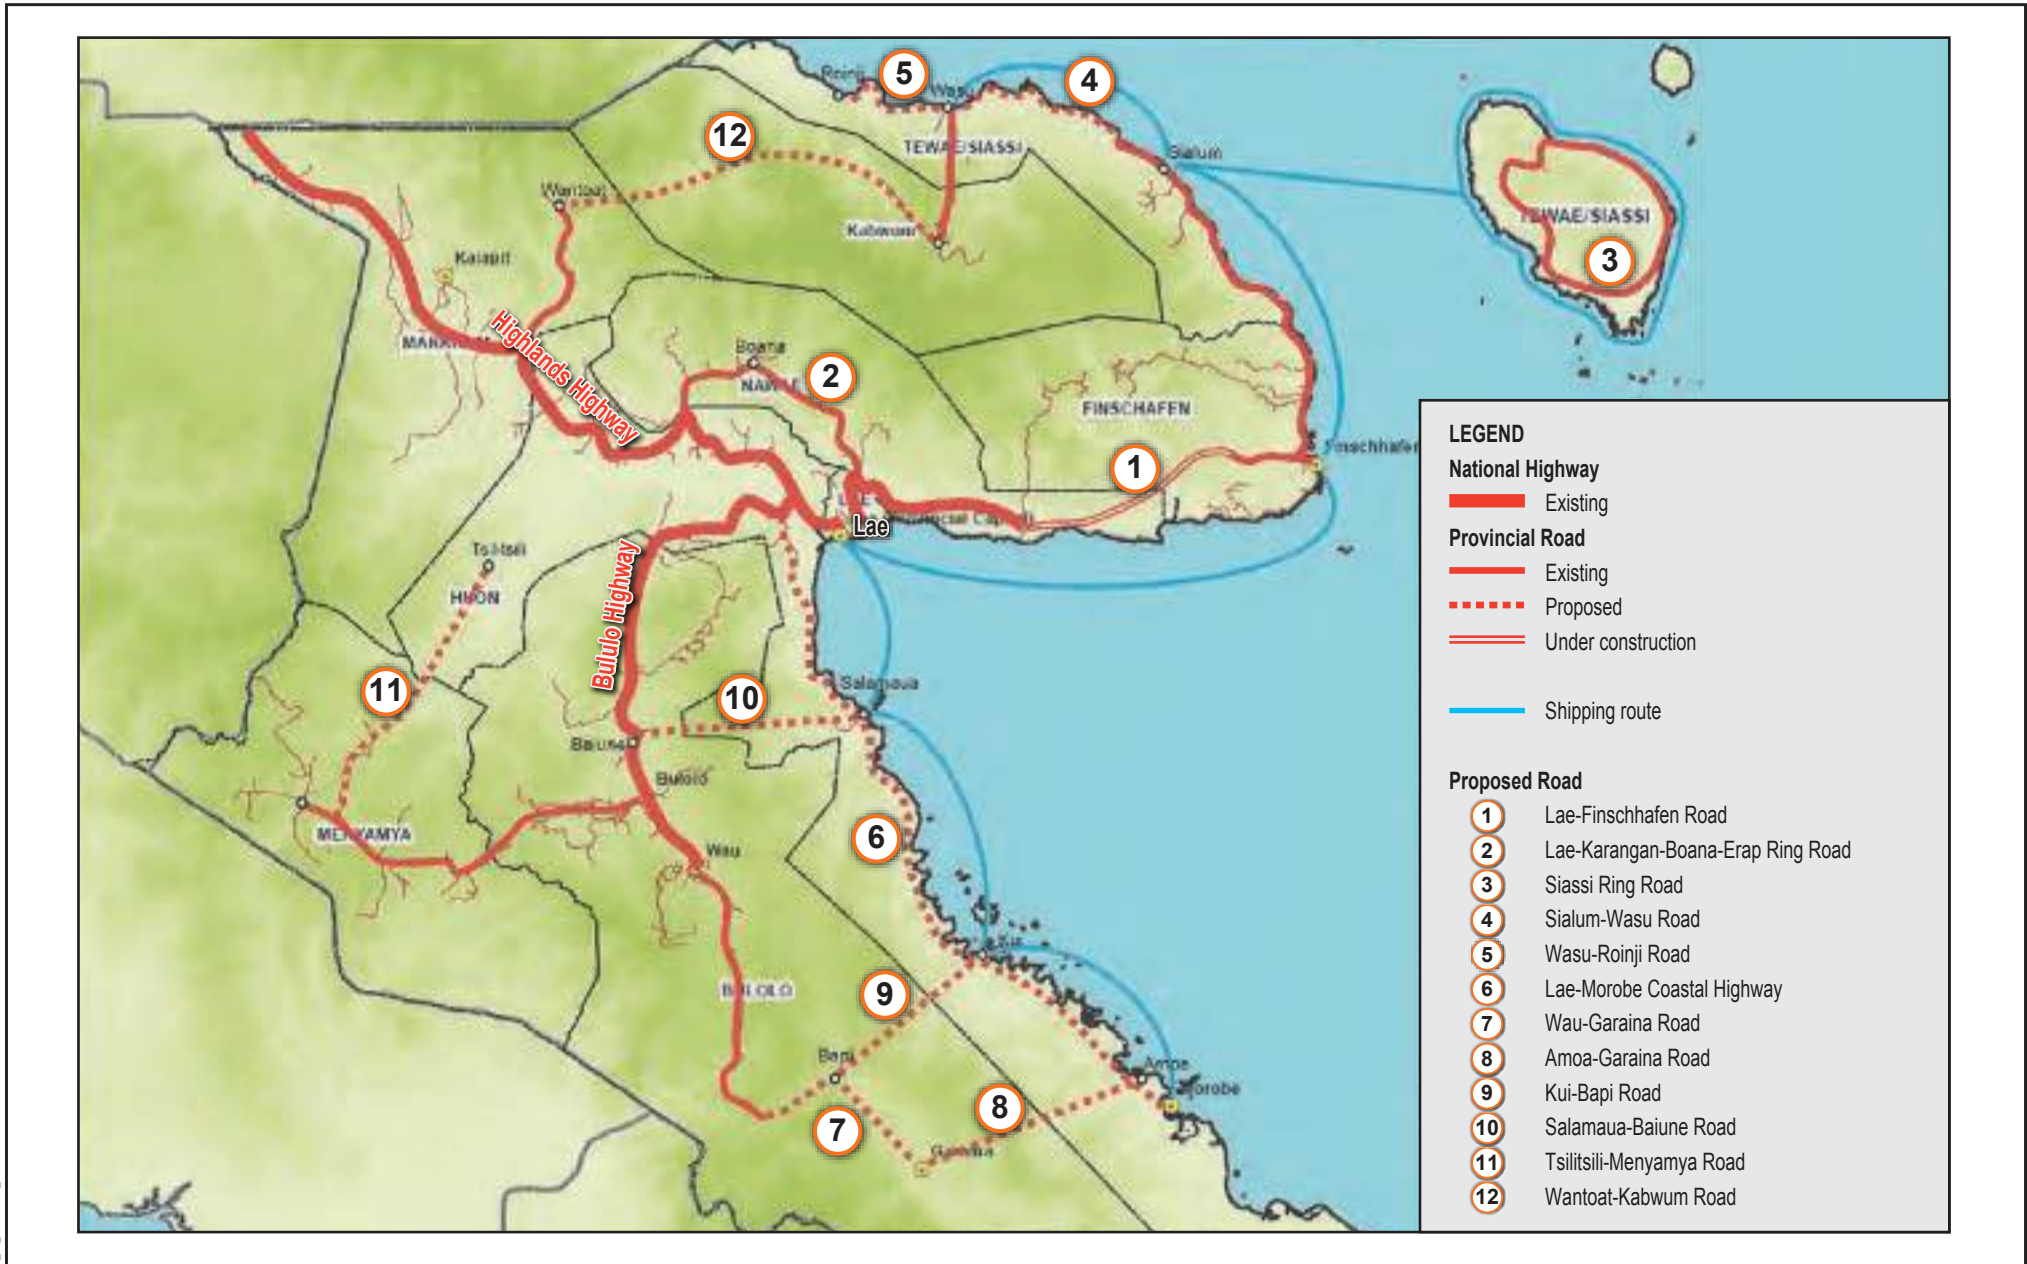 Roinji
5
Wasu
4
12
TEWAE/SIASSI
Sialum
Wantoat
TEWAE/SIASSI
Kabwum
3
Kaiapit
Highlands Highway
Boana
2
FINSCHAFEN
1
Finschhafen
Lae
Tsilitsili
HUON
Bululo Highway
11
10
Salamaua
Baiune
Bulolo
MENYAMYA
6
Wau
9
BULOLO
Bapi
Amoa
Morobe
8
7
Garaina
LEGEND
National Highway
Existing
Provincial Road
Existing
Proposed
Under construction
Shipping route
Proposed Road
1 Lae-Finschhafen Road
2 Lae-Karangan-Boana-Erap Ring Road
3 Siassi Ring Road
4 Sialum-Wasu Road
5 Wasu-Roinji Road
6 Lae-Morobe Coastal Highway
7 Wau-Garaina Road
8 Amoa-Garaina Road
9 Kui-Bapi Road
10 Salamaua-Baiune Road
11 Tsilitsili-Menyamya Road
12 Wantoat-Kabwum Road